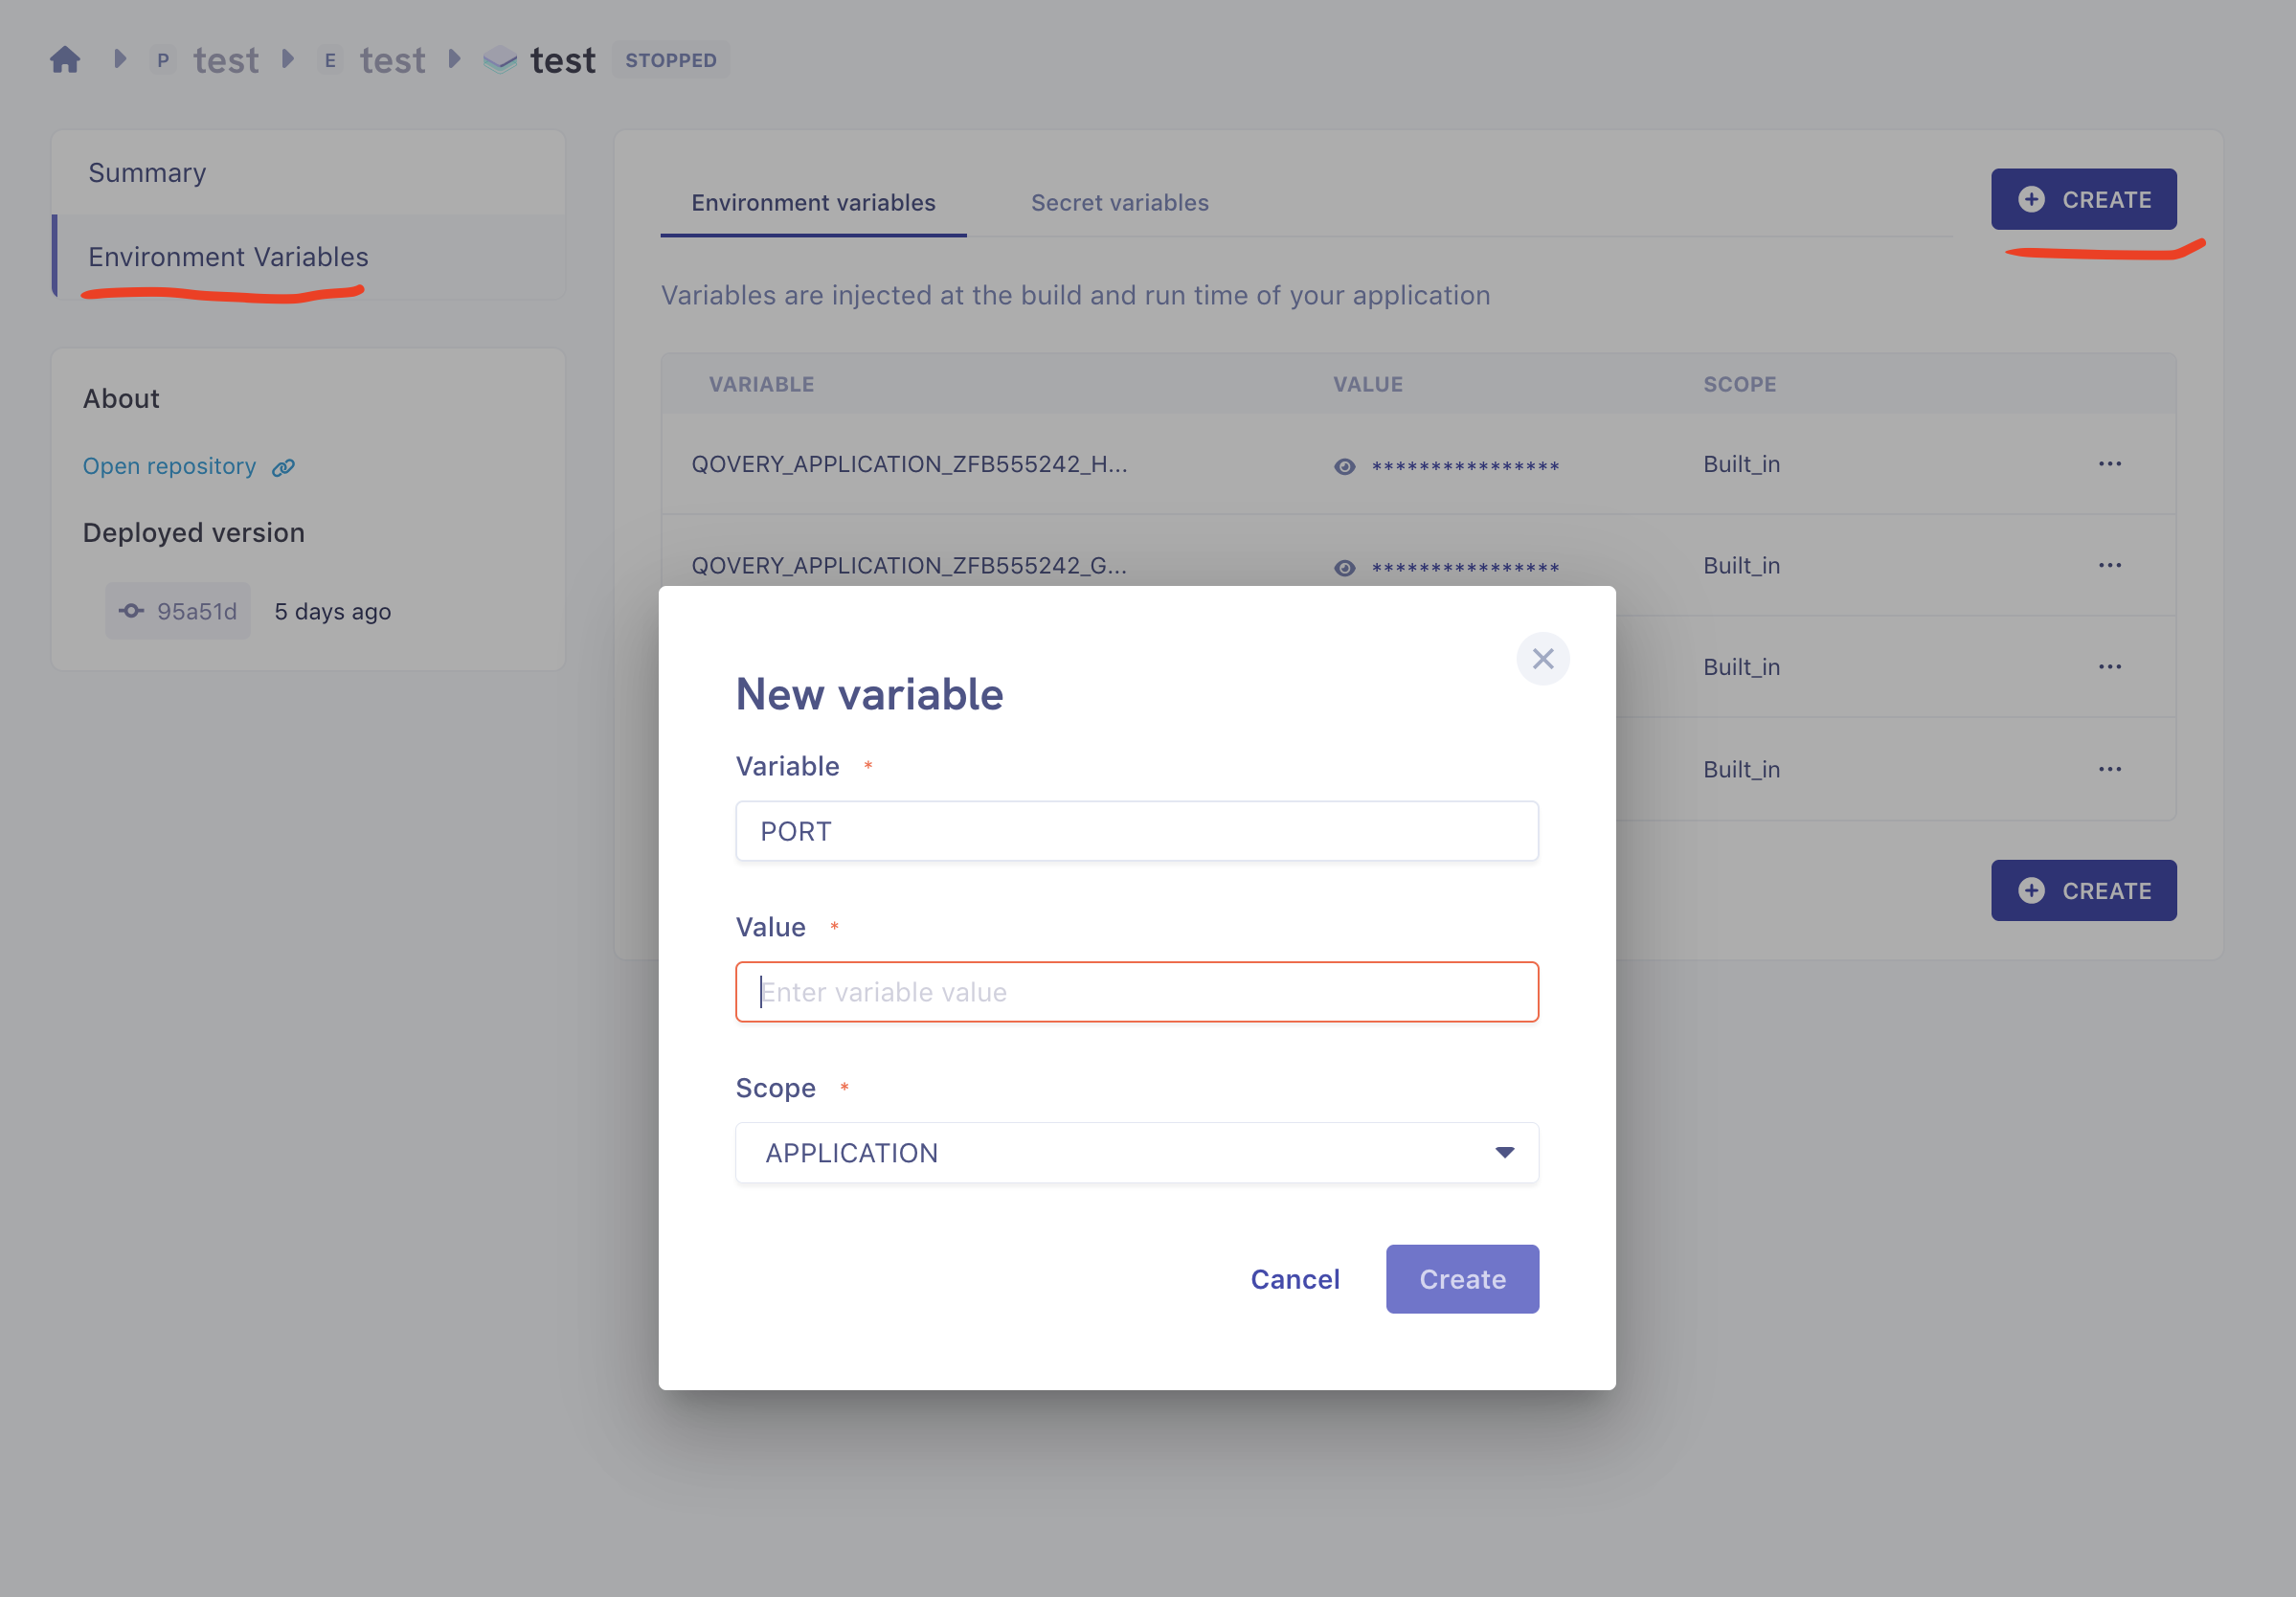 P test E test test STOPPED
Summary
Environment Variables
About
Open repository
Deployed version
95a51d 5 days ago
Environment variables Secret variables CREATE
Variables are injected at the build and run time of your application
VARIABLE VALUE SCOPE
QOVERY_APPLICATION_ZFB555242_H... **************** Built_in ...
QOVERY_APPLICATION_ZFB555242_G... **************** Built_in ...
Built_in ...
Built_in ...
CREATE
New variable
Variable *
PORT
Value *
Enter variable value
Scope *
APPLICATION
Cancel Create